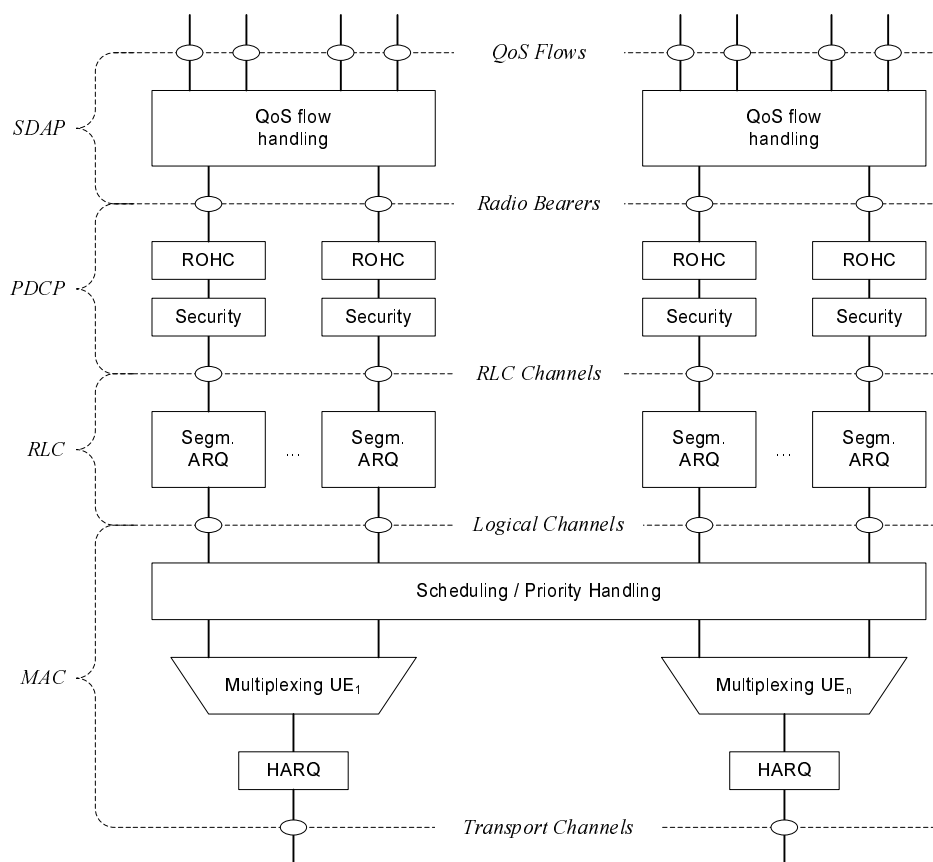 QoS Flows
QoS flow
handling
QoS flow
handling
SDAP
Radio Bearers
ROHC
ROHC
ROHC
ROHC
PDCP
Security
Security
Security
Security
RLC Channels
Segm.
ARQ
...
Segm.
ARQ
Segm.
ARQ
...
Segm.
ARQ
RLC
Logical Channels
Scheduling / Priority Handling
MAC
Multiplexing UE₁
Multiplexing UEₙ
HARQ
HARQ
Transport Channels